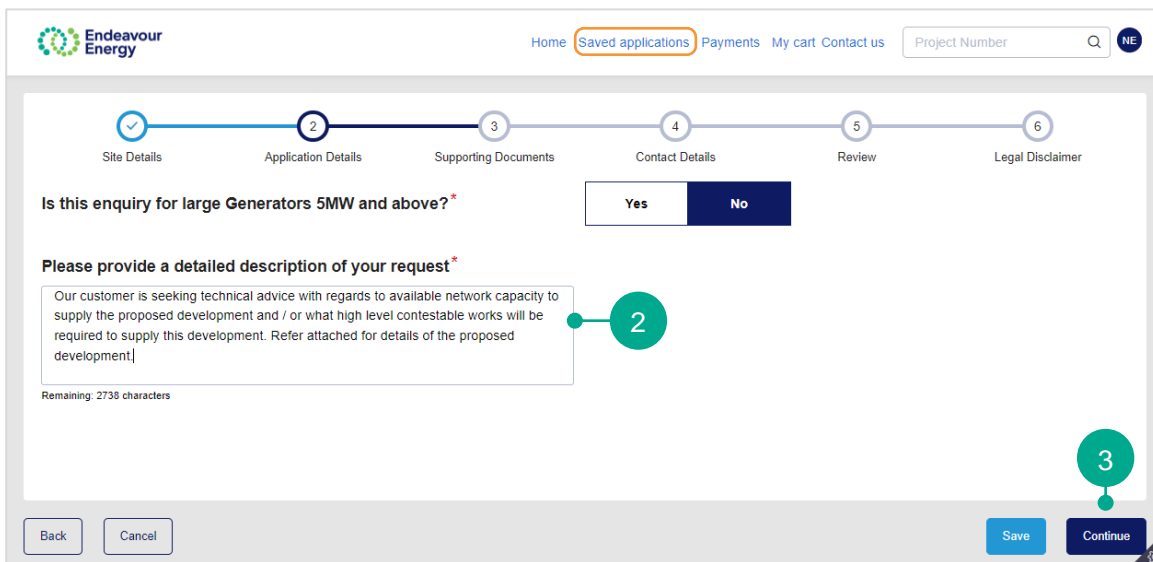 Endeavour
Energy
Home Saved applications Payments My cart Contact us Project Number NE
2 3 4 5 6
Site Details Application Details Supporting Documents Contact Details Review Legal Disclaimer
Is this enquiry for large Generators 5MW and above?* Yes No
Please provide a detailed description of your request*
Our customer is seeking technical advice with regards to available network capacity to
supply the proposed development and / or what high level contestable works will be
required to supply this development. Refer attached for details of the proposed
development.
2
Remaining: 2738 characters
3
Back Cancel Save Continue